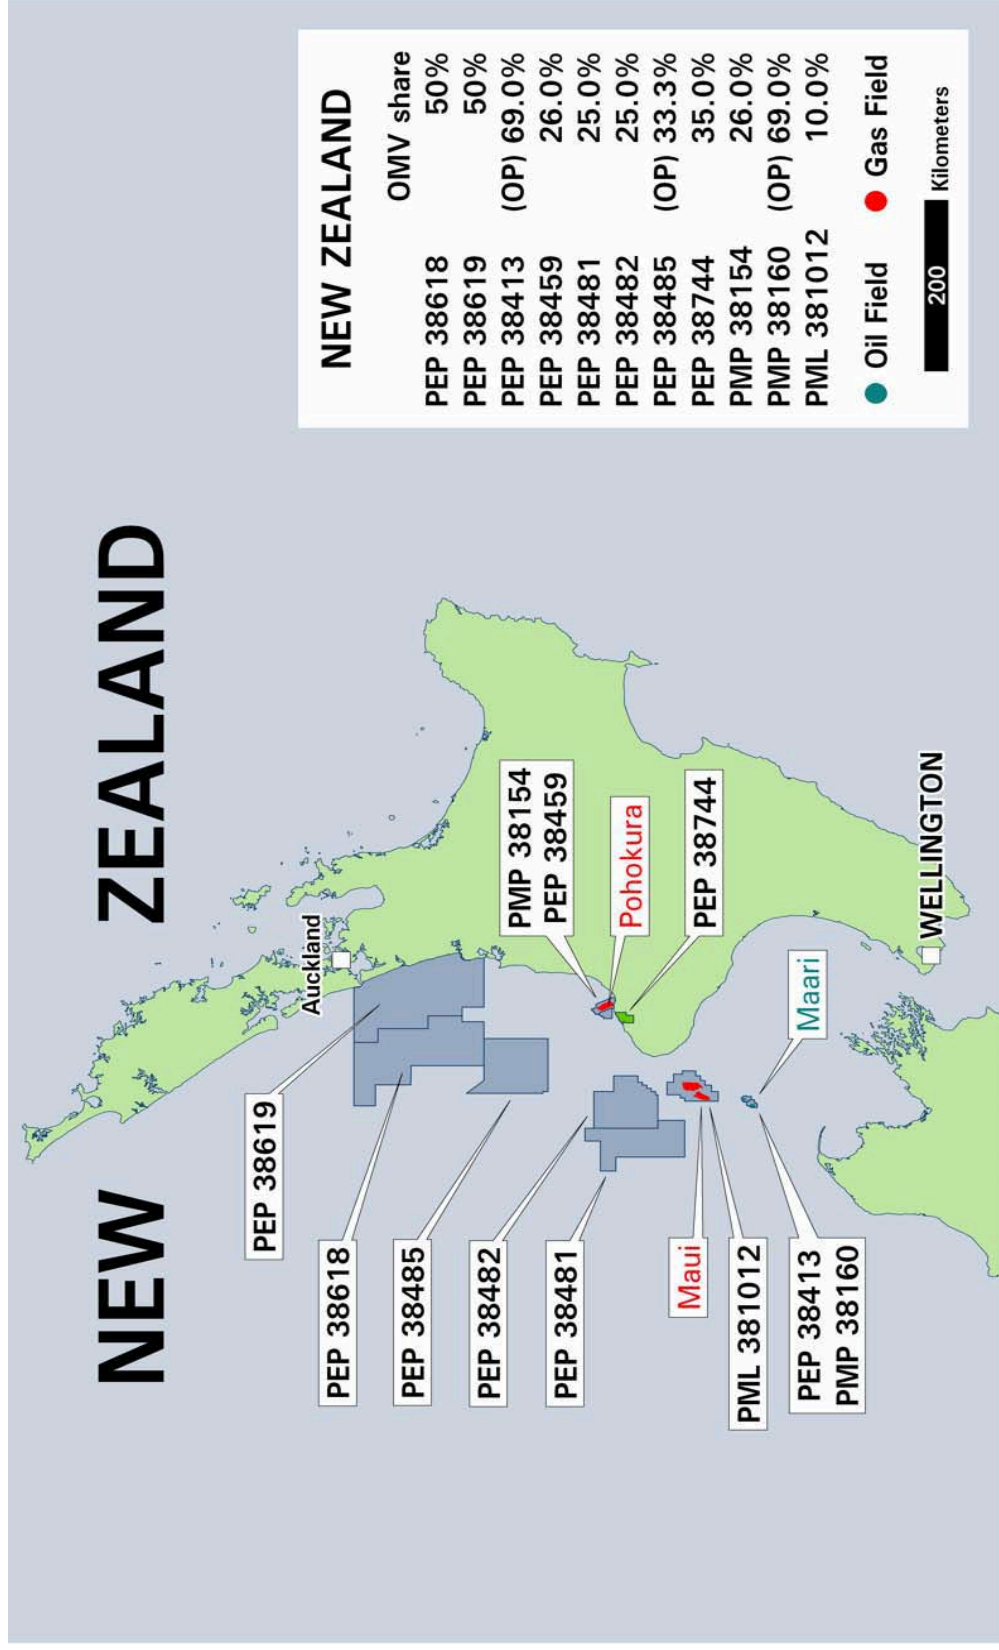 NEW ZEALAND
PEP 38619
PEP 38618
PEP 38485
PEP 38482
PEP 38481
Maui
PML 381012
PEP 38413
PMP 38160
Auckland
PMP 38154
PEP 38459
Pohokura
PEP 38744
Maari
WELLINGTON
NEW ZEALAND
OMV share
PEP 38618 50%
PEP 38619 50%
PEP 38413 (OP) 69.0%
PEP 38459 26.0%
PEP 38481 25.0%
PEP 38482 25.0%
PEP 38485 (OP) 33.3%
PEP 38744 35.0%
PMP 38154 26.0%
PMP 38160 (OP) 69.0%
PML 381012 10.0%
Oil Field Gas Field
200 Kilometers